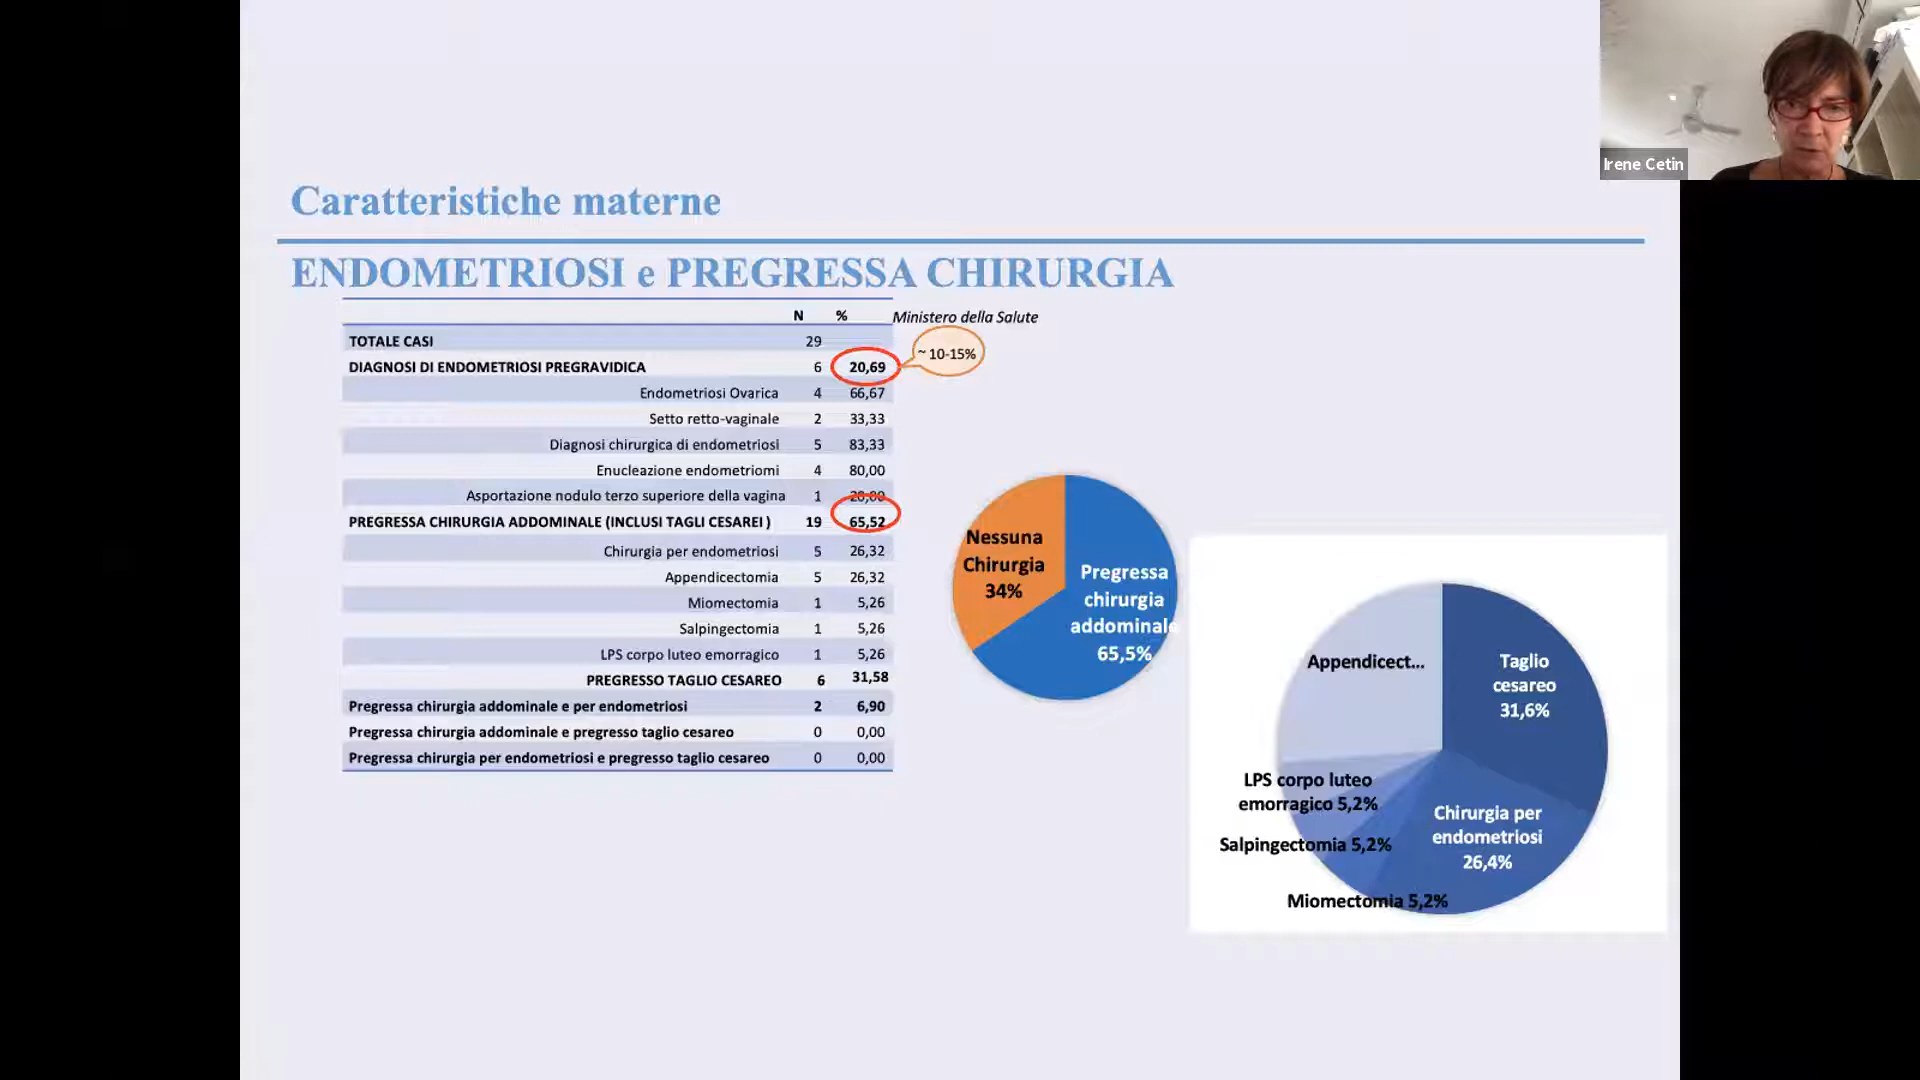 Irene Cetin
Caratteristiche materne
ENDOMETRIOSI e PREGRESSA CHIRURGIA
N %
Ministero della Salute
TOTALE CASI 29
~ 10-15%
DIAGNOSI DI ENDOMETRIOSI PREGRAVIDICA 6 20,69
Endometriosi Ovarica 4 66,67
Setto retto-vaginale 2 33,33
Diagnosi chirurgica di endometriosi 5 83,33
Enucleazione endometriomi 4 80,00
Asportazione nodulo terzo superiore della vagina 1 20,00
PREGRESSA CHIRURGIA ADDOMINALE (INCLUSI TAGLI CESAREI ) 19 65,52
Chirurgia per endometriosi 5 26,32
Appendicectomia 5 26,32
Miomectomia 1 5,26
Salpingectomia 1 5,26
LPS corpo luteo emorragico 1 5,26
PREGRESSO TAGLIO CESAREO 6 31,58
Pregressa chirurgia addominale e per endometriosi 2 6,90
Pregressa chirurgia addominale e pregresso taglio cesareo 0 0,00
Pregressa chirurgia per endometriosi e pregresso taglio cesareo 0 0,00
Nessuna
Chirurgia
34%
Pregressa
chirurgia
addominale
65,5%
Appendicect...
Taglio
cesareo
31,6%
LPS corpo luteo
emorragico 5,2%
Salpingectomia 5,2%
Miomectomia 5,2%
Chirurgia per
endometriosi
26,4%